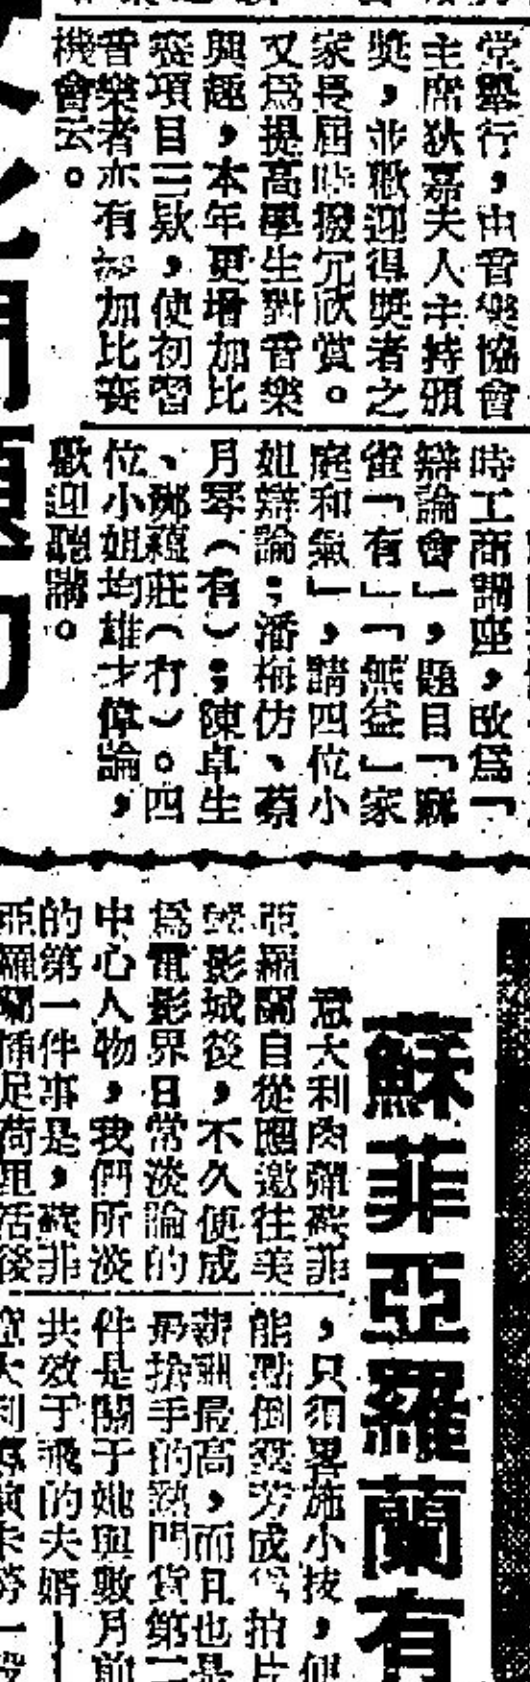 堂舉行，由音樂協會
主席狄嘉夫人主持頒
獎，並歡迎得獎者之
家長屆時撥冗欣賞。
又為提高學生對音樂
興趣，本年更增加比
賽項目三款，使初習
音樂者亦有參加比賽
機會云。
時工商講座，改為「
辯論會」，題目「麻
雀「有」「無益」家
庭和氣」，請四位小
姐辯論：潘梅仿、蔡
月琴（有）；陳卓生
、鄭蘊莊（冇）。四
位小姐均雄才偉論，
歡迎聽講。
蘇菲亞羅蘭有
意大利肉彈蘇菲
亞羅蘭自從應邀往美
影城後，不久便成
為電影界日常談論的
中心人物，我們所談
的第一件事是，蘇菲
亞羅蘭插足荷里活後
，只須畧施小技，便
能點倒羣芳成為拍片
薪酬最高，而且也是
最搶手的熱門貨第二
件是關于她與數月前
共效于飛的夫婿—